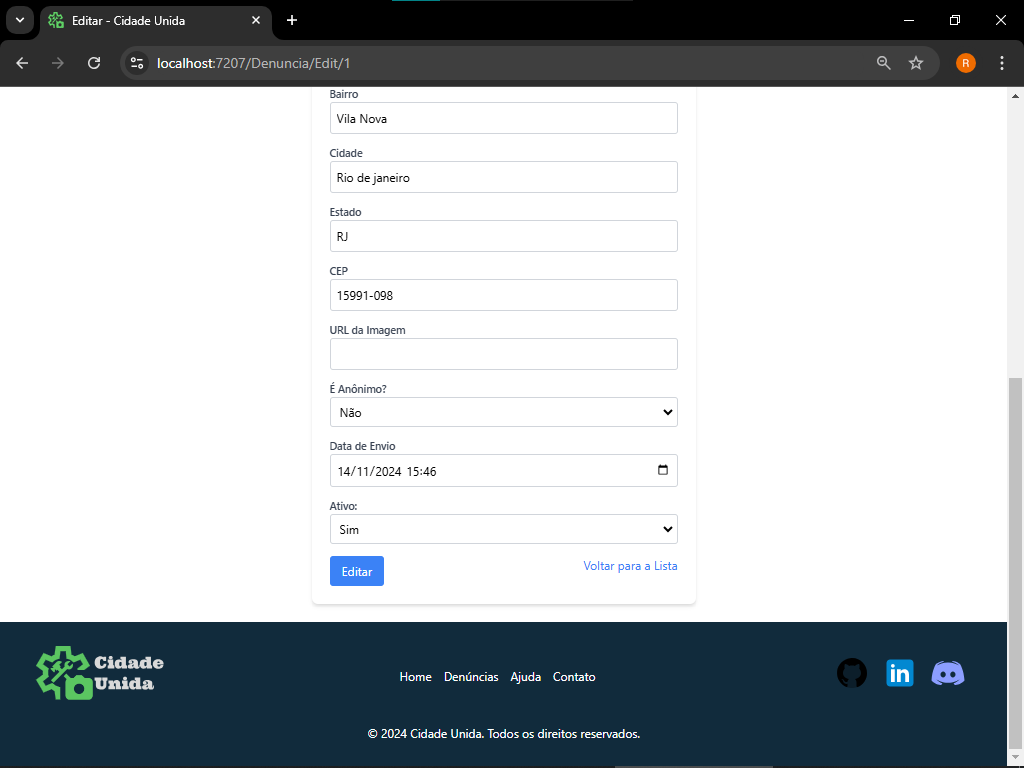 Editar - Cidade Unida
localhost:7207/Denuncia/Edit/1
R
Bairro
Vila Nova
Cidade
Rio de janeiro
Estado
RJ
CEP
15991-098
URL da Imagem
É Anônimo?
Não
Data de Envio
14/11/2024 15:46
Ativo:
Sim
Editar
Voltar para a Lista
Cidade
Unida
Home Denúncias Ajuda Contato
in
© 2024 Cidade Unida. Todos os direitos reservados.